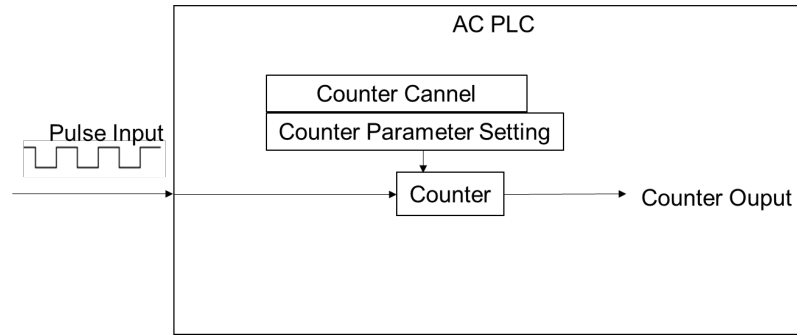 AC PLC
Counter Cannel
Pulse Input
Counter Parameter Setting
Counter
Counter Ouput